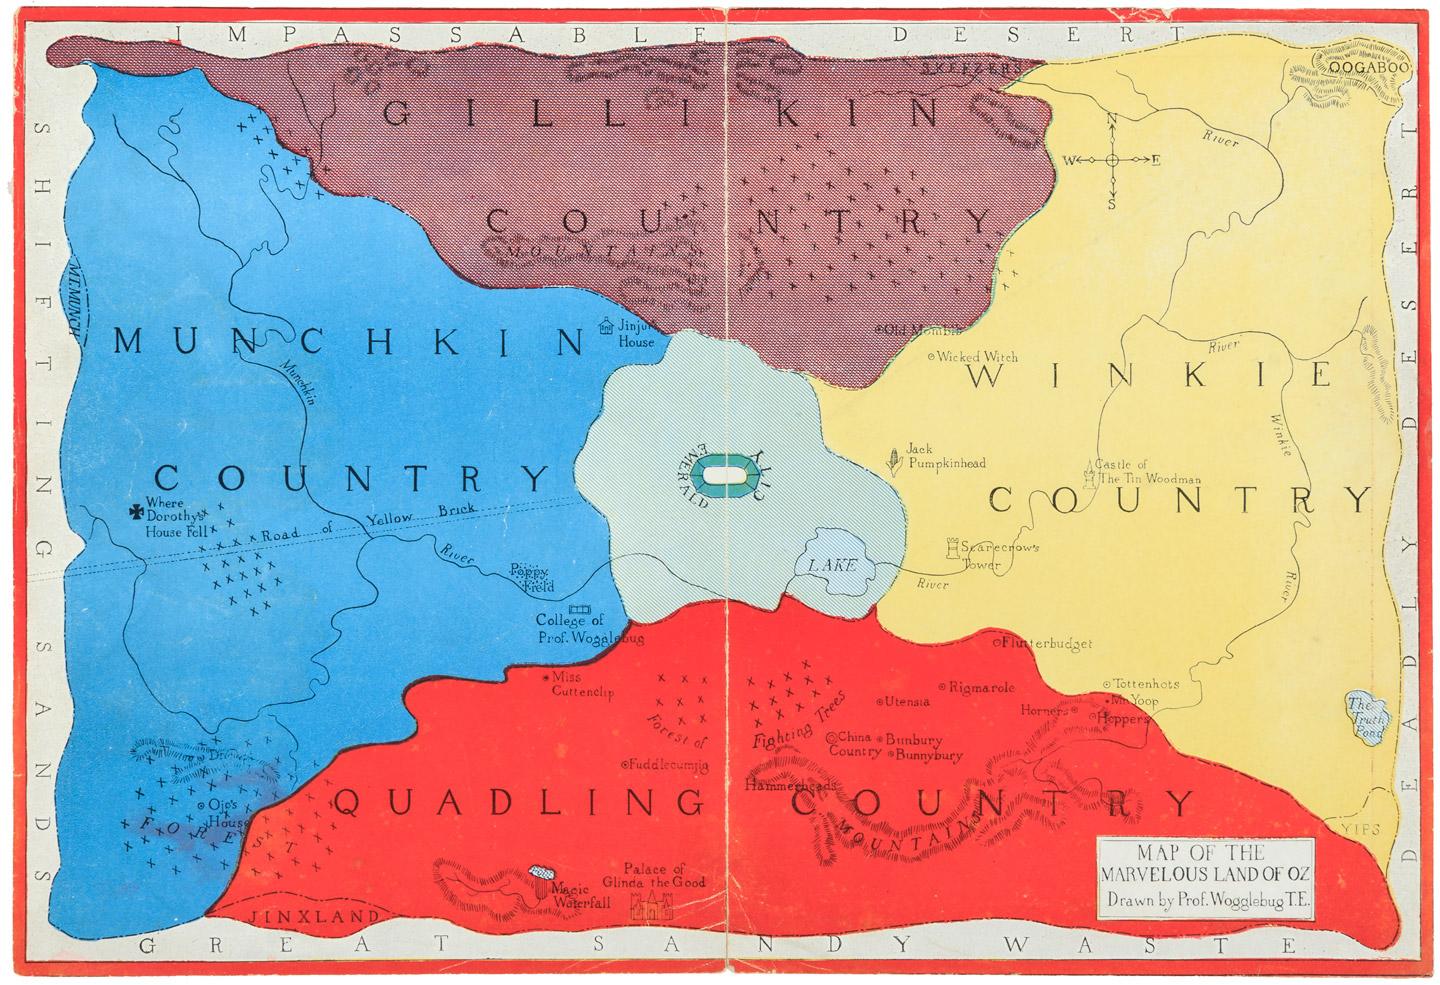 IMPASSABLE DESERT
SHIFTING SANDS
DEADLY DESERT
GREAT SANDY WASTE
GILLIKIN
COUNTRY
MOUNTAINS
SKEEZERS
OOGABOO
N
W E
S
River
MT. MUNCH
MUNCHKIN
COUNTRY
Munchkin
Jinjur's
House
Old Mombi's
Wicked Witch
WINKIE
COUNTRY
River
Winkie
River
EMERALD
CITY
Jack
Pumpkinhead
Castle of
The Tin Woodman
Where
Dorothy's
House Fell
Road of Yellow Brick
River
Poppy
Field
LAKE
Scarecrow's
Tower
River
College of
Prof. Wogglebug
Flutterbudget
Miss
Cuttenclip
Forest of
Fighting Trees
Utensia
Rigmarole
Tottenhots
Mr. Yoop
Horners
Hoppers
The
Truth
Pond
China
Country
Bunbury
Bunnybury
Fuddlecumjig
Hammerheads
Ojo's
House
FOREST
QUADLING COUNTRY
MOUNTAINS
YIPS
Magic
Waterfall
Palace of
Glinda the Good
JINXLAND
MAP OF THE
MARVELOUS LAND OF OZ
Drawn by Prof. Wogglebug T.E.